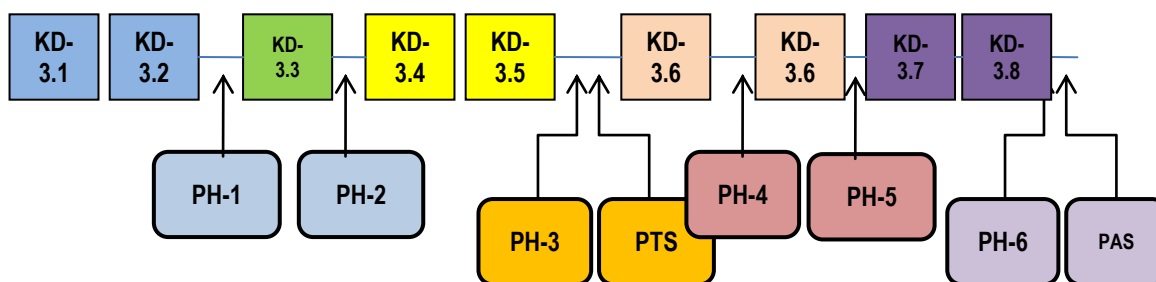 KD-
3.1
KD-
3.2
KD-
3.3
KD-
3.4
KD-
3.5
KD-
3.6
KD-
3.6
KD-
3.7
KD-
3.8
PH-1
PH-2
PH-3
PTS
PH-4
PH-5
PH-6
PAS